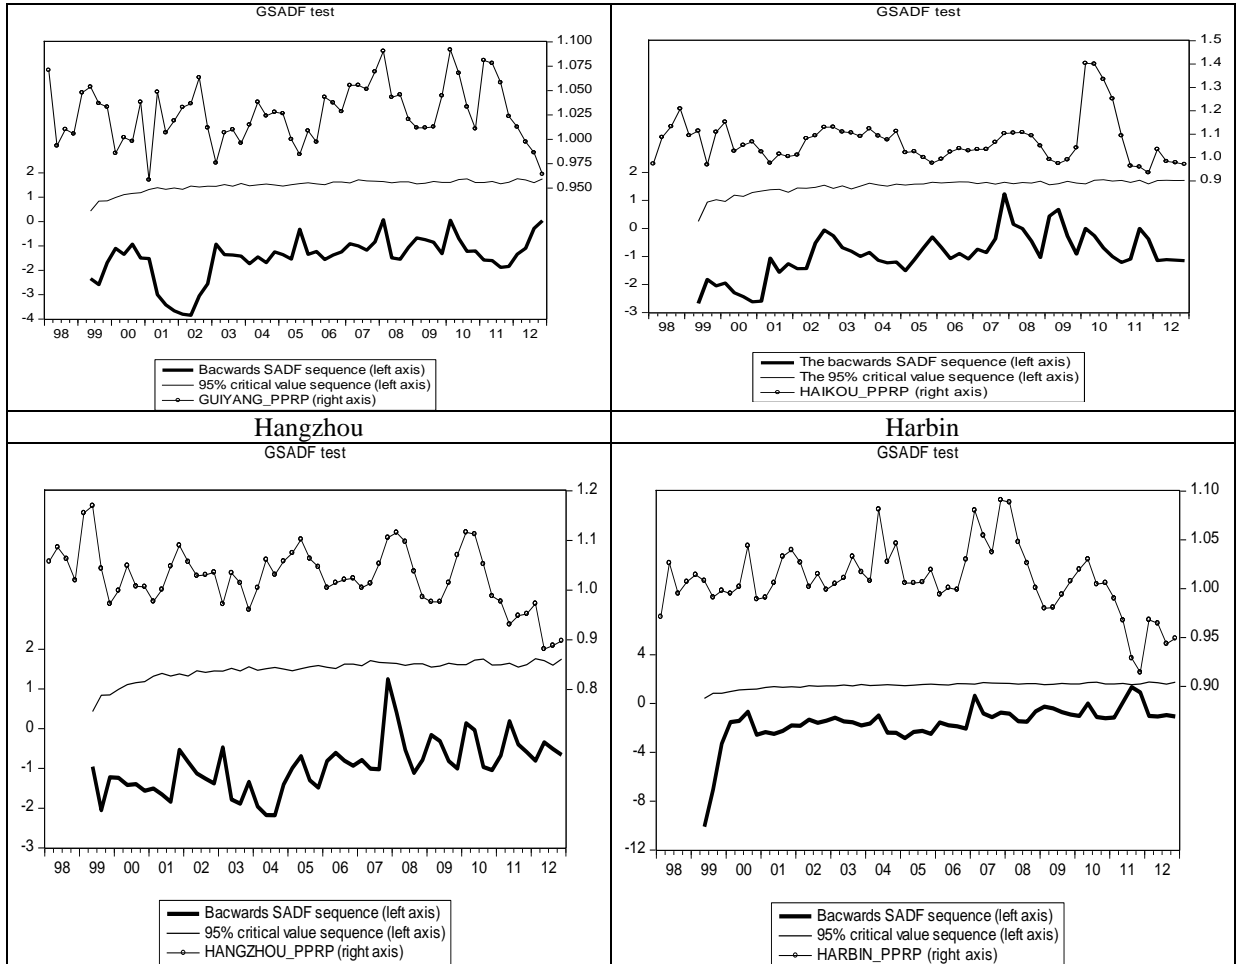 GSADF test
1.100
1.075
1.050
1.025
1.000
0.975
0.950
2
1
0
-1
-2
-3
-4
98 99 00 01 02 03 04 05 06 07 08 09 10 11 12
Bacwards SADF sequence (left axis)
95% critical value sequence (left axis)
GUIYANG_PPRP (right axis)
GSADF test
1.5
1.4
1.2
1.1
1.0
0.9
2
1
0
-1
-2
-3
98 99 00 01 02 03 04 05 06 07 08 09 10 11 12
The bacwards SADF sequence (left axis)
The 95% critical value sequence (left axis)
HAIKOU_PPRP (right axis)
Hangzhou
GSADF test
1.2
1.1
1.0
0.9
0.8
2
1
0
-1
-2
-3
98 99 00 01 02 03 04 05 06 07 08 09 10 11 12
Bacwards SADF sequence (left axis)
95% critical value sequence (left axis)
HANGZHOU_PPRP (right axis)
Harbin
GSADF test
1.10
1.05
1.00
0.95
0.90
4
0
-4
-8
-12
98 99 00 01 02 03 04 05 06 07 08 09 10 11 12
Bacwards SADF sequence (left axis)
95% critical value sequence (left axis)
HARBIN_PPRP (right axis)